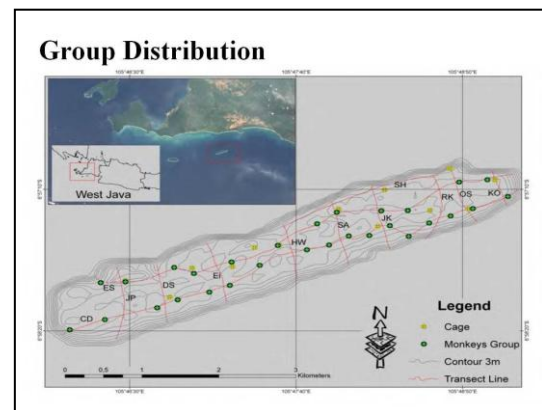 Group Distribution
West Java
SH
KO
OS
RK
JK
SA
HW
EI
DS
ES
JP
CD
N
Legend
Cage
Monkeys Group
Contour 3m
Transect Line
0 0,5 1 2 3
Kilometers